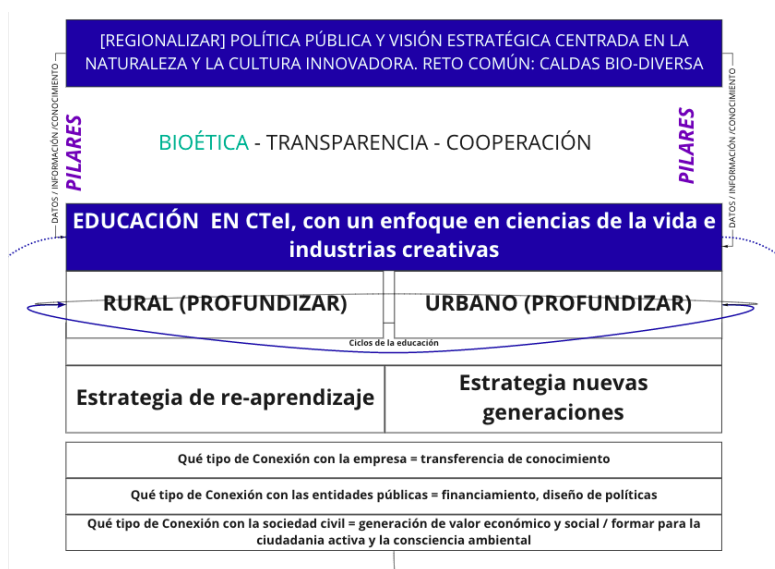 [REGIONALIZAR] POLÍTICA PÚBLICA Y VISIÓN ESTRATÉGICA CENTRADA EN LA
NATURALEZA Y LA CULTURA INNOVADORA. RETO COMÚN: CALDAS BIO-DIVERSA
DATOS / INFORMACIÓN /CONOCIMIENTO
PILARES
BIOÉTICA - TRANSPARENCIA - COOPERACIÓN
PILARES
DATOS / INFORMACIÓN /CONOCIMIENTO
EDUCACIÓN EN CTeI, con un enfoque en ciencias de la vida e
industrias creativas
RURAL (PROFUNDIZAR)
URBANO (PROFUNDIZAR)
Ciclos de la educación
Estrategia de re-aprendizaje
Estrategia nuevas
generaciones
Qué tipo de Conexión con la empresa = transferencia de conocimiento
Qué tipo de Conexión con las entidades públicas = financiamiento, diseño de políticas
Qué tipo de Conexión con la sociedad civil = generación de valor económico y social / formar para la
ciudadania activa y la consciencia ambiental